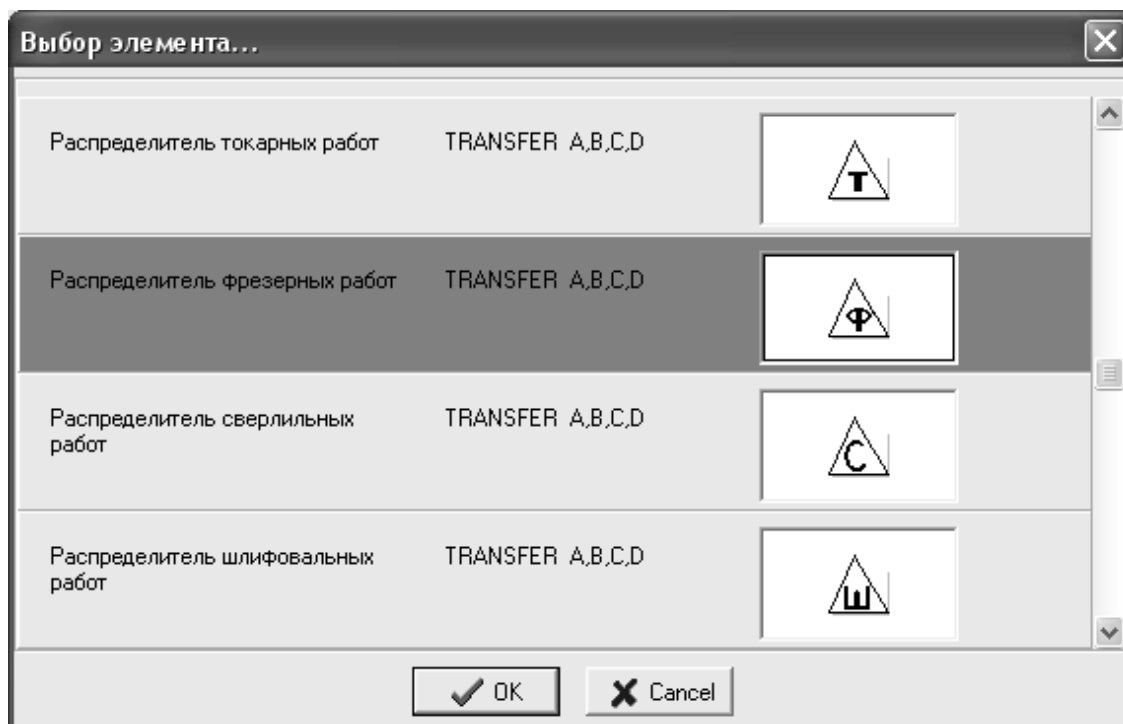 Выбор элемента...
Распределитель токарных работ TRANSFER A,B,C,D
Т
Распределитель фрезерных работ TRANSFER A,B,C,D
Ф
Распределитель сверлильных работ TRANSFER A,B,C,D
С
Распределитель шлифовальных работ TRANSFER A,B,C,D
Ш
OK Cancel